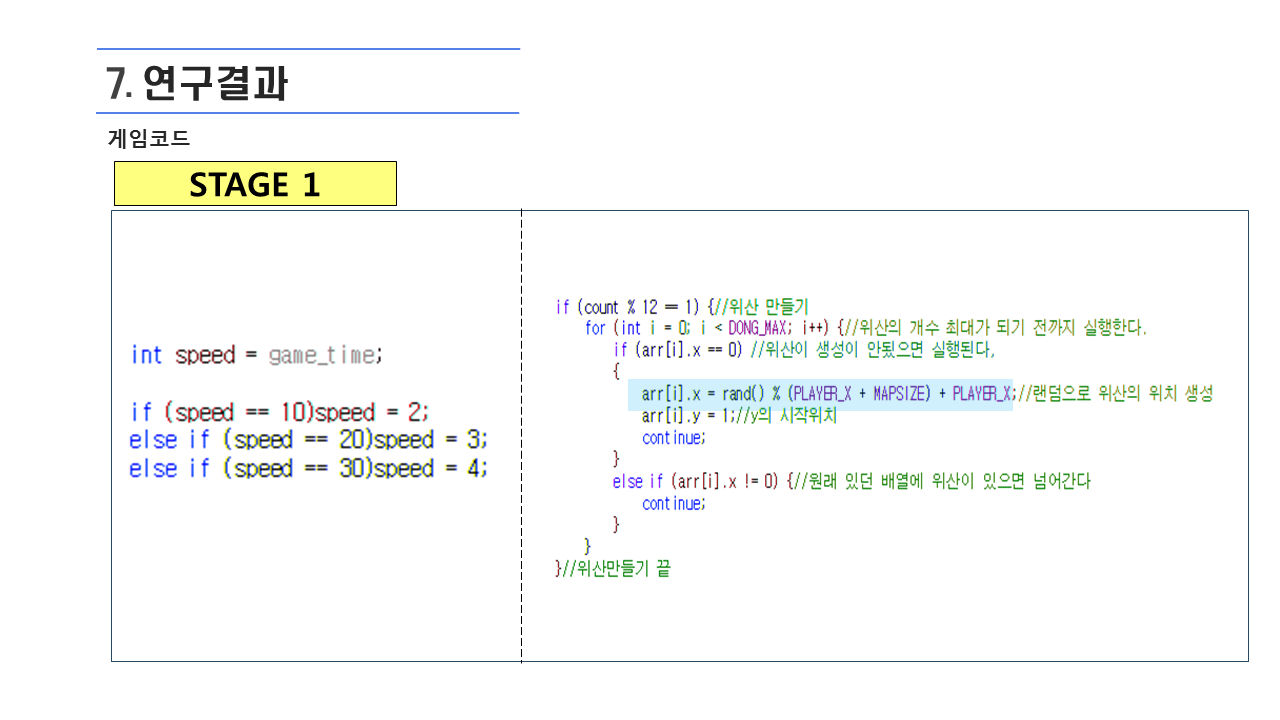 7. 연구결과
게임코드
STAGE 1
int speed = game_time;
if (speed == 10)speed = 2;
else if (speed == 20)speed = 3;
else if (speed == 30)speed = 4;
if (count % 12 == 1) {//위산 만들기
for (int i = 0; i < DONG_MAX; i++) {//위산의 개수 최대가 되기 전까지 실행한다.
if (arr[i].x == 0) //위산이 생성이 안됬으면 실행된다,
{
arr[i].x = rand() % (PLAYER_X + MAPSIZE) + PLAYER_X;//랜덤으로 위산의 위치 생성
arr[i].y = 1;//y의 시작위치
continue;
}
else if (arr[i].x != 0) {//원래 있던 배열에 위산이 있으면 넘어간다
continue;
}
}
}//위산만들기 끝